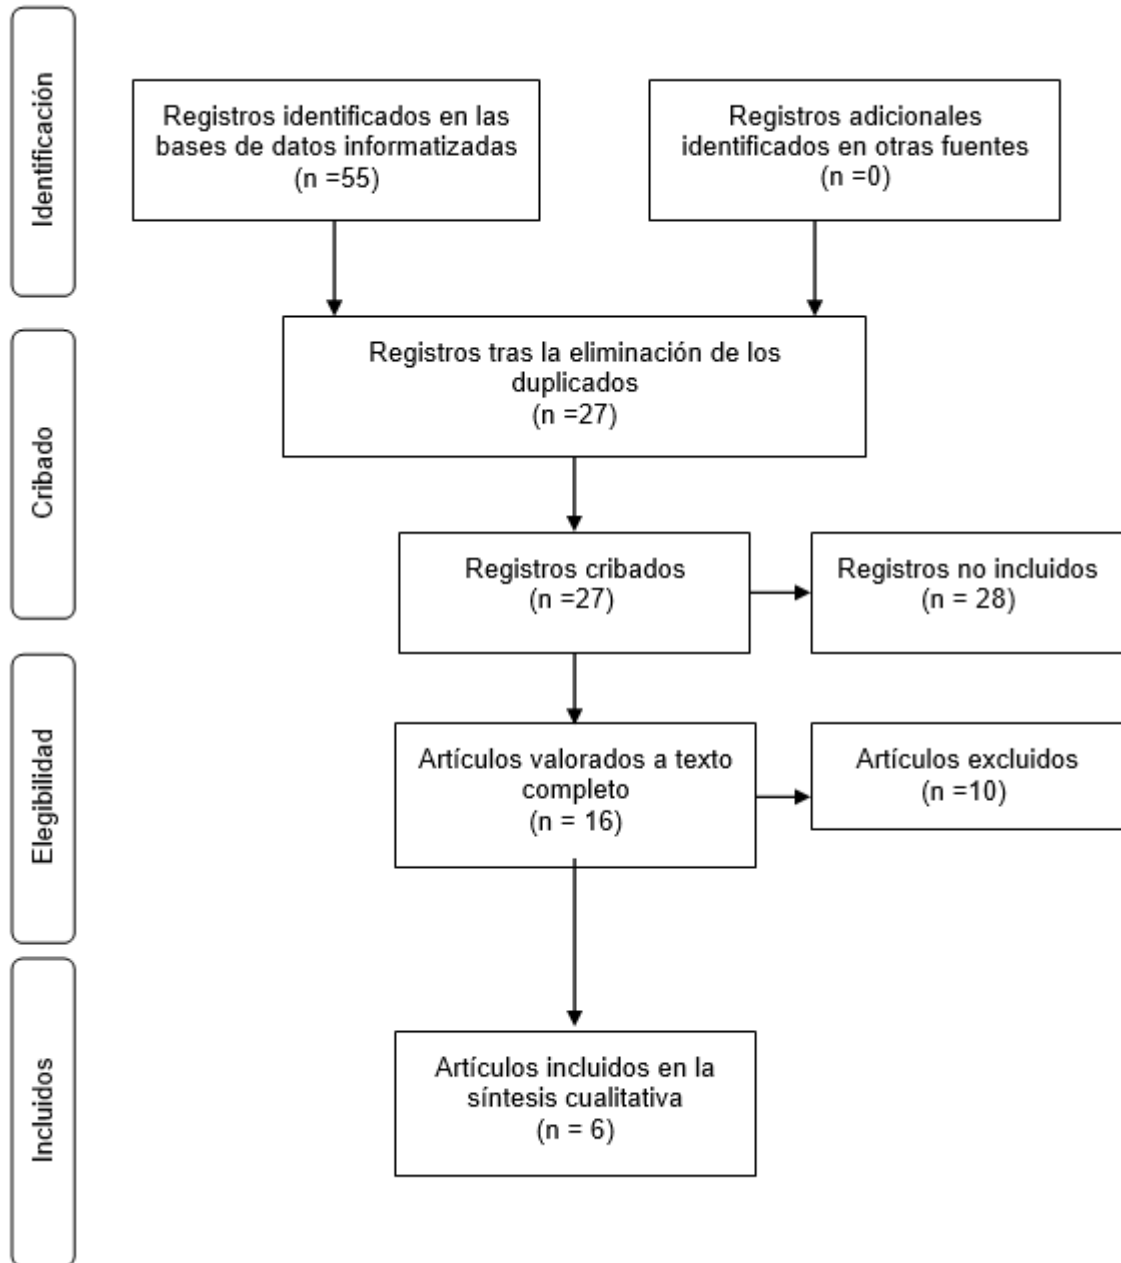 Identificación
Registros identificados en las
bases de datos informatizadas
(n =55)
Registros adicionales
identificados en otras fuentes
(n =0)
Cribado
Registros tras la eliminación de los
duplicados
(n =27)
Registros cribados
(n =27)
Registros no incluidos
(n = 28)
Elegibilidad
Artículos valorados a texto
completo
(n = 16)
Artículos excluidos
(n =10)
Incluidos
Artículos incluidos en la
síntesis cualitativa
(n = 6)